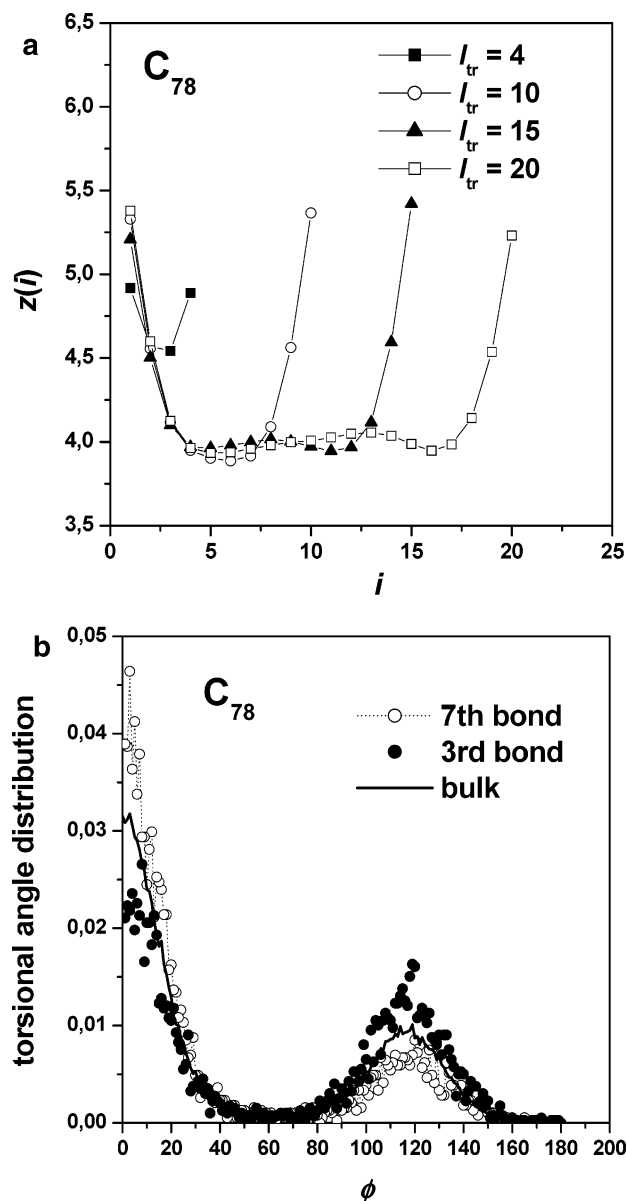 a
C78
ltr = 4
ltr = 10
ltr = 15
ltr = 20
6,5
6,0
5,5
5,0
4,5
4,0
3,5
z(i)
0 5 10 15 20 25
i
b
C78
7th bond
3rd bond
bulk
0,05
0,04
0,03
0,02
0,01
0,00
torsional angle distribution
0 20 40 60 80 100 120 140 160 180 200
ϕ